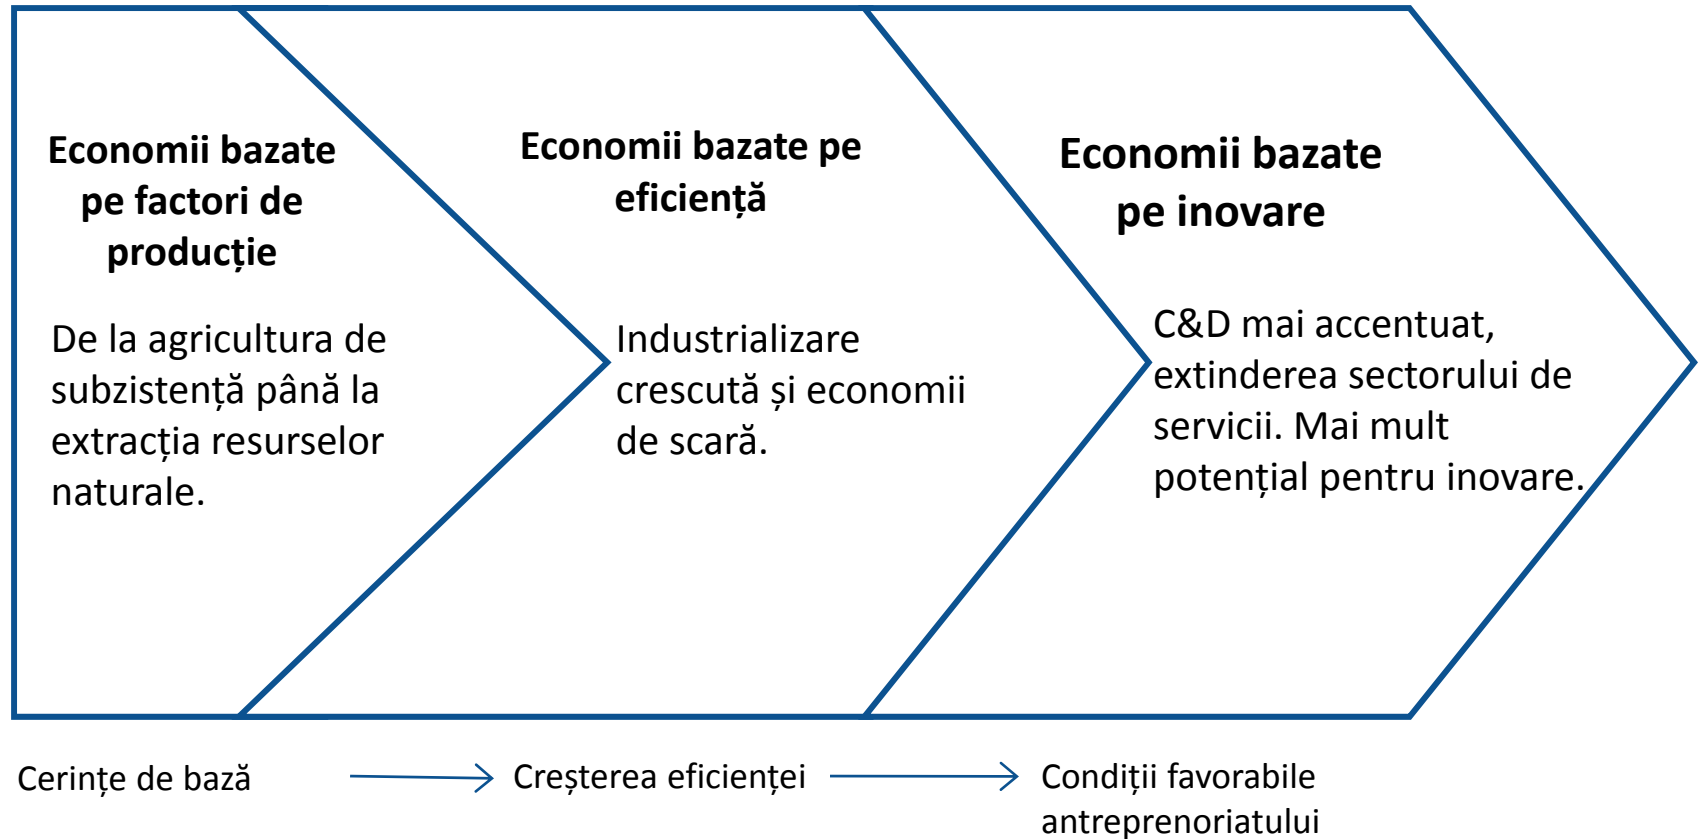 Economii bazate
pe factori de
producție
De la agricultura de
subzistență până la
extracția resurselor
naturale.
Economii bazate pe
eficiență
Industrializare
crescută și economii
de scară.
Economii bazate
pe inovare
C&D mai accentuat,
extinderea sectorului de
servicii. Mai mult
potențial pentru inovare.
Cerințe de bază
Creșterea eficienței
Condiții favorabile
antreprenoriatului